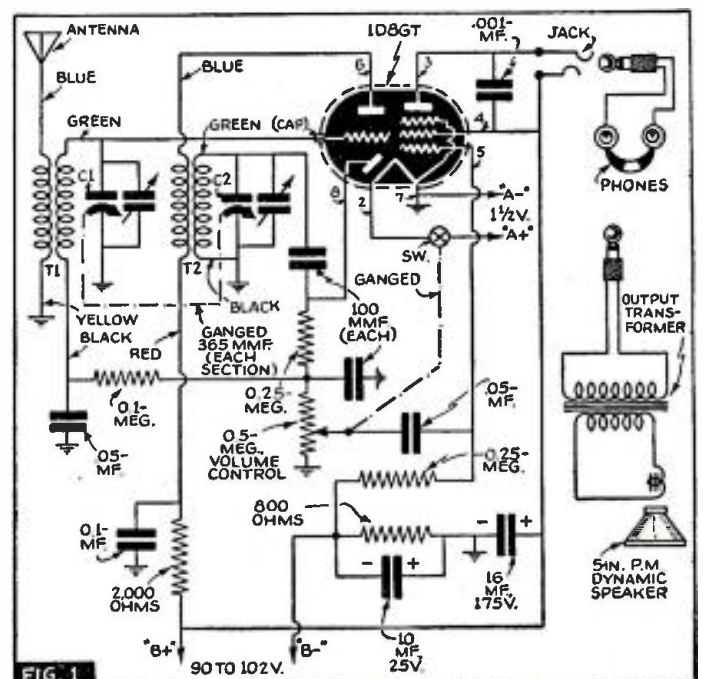 ANTENNA
BLUE
BLUE
1D8GT
.001-
MF.
JACK
GREEN
GREEN (CAP)
6
3
4
5
8
2
7
"A-"
1½V.
"A+"
SW.
PHONES
C1
C2
T1
T2
GANGED
BLACK
YELLOW
BLACK
RED
GANGED
365 MMF.
(EACH
SECTION)
100
MMF
(EACH)
OUTPUT
TRANS-
FORMER
0.1-
MEG.
0.25-
MEG.
.05-
MF.
.05-
MF.
0.5-
MEG.,
VOLUME
CONTROL
0.25-
MEG.
800
OHMS
0.1-
MF.
2,000
OHMS
-
+
-
+
16
MF.,
175V.
10
MF
25V.
5IN. P.M.
DYNAMIC
SPEAKER
"B+"
90 TO 102V.
"B-"
FIG. 1